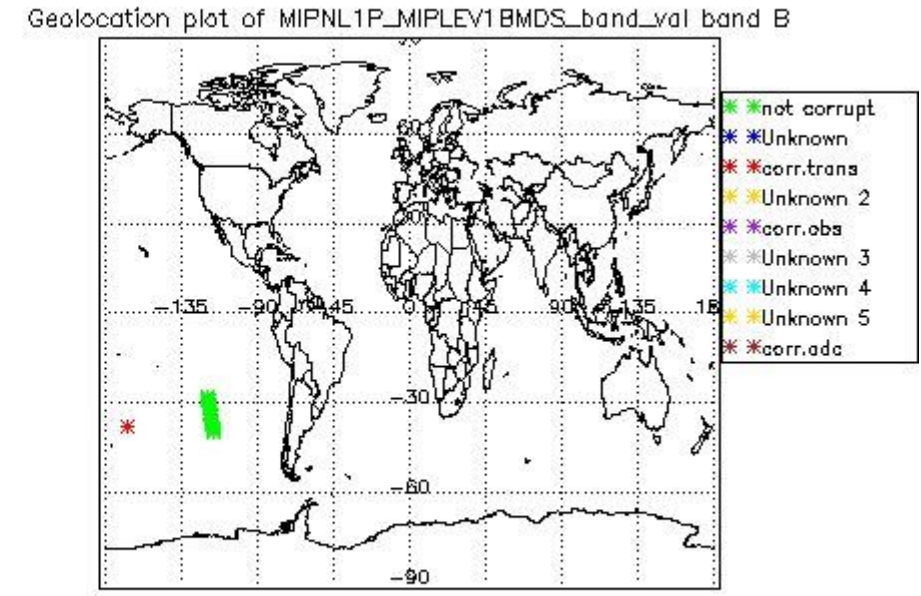 Geolocation plot of MIPNL1P_MIPLEV1BMDS_band_val band B
not corrupt
Unknown
corr.trans
Unknown 2
corr.obs
Unknown 3
Unknown 4
Unknown 5
corr.adc
60
-135 -90 -45 0 45 90 135
-30
-60
-90